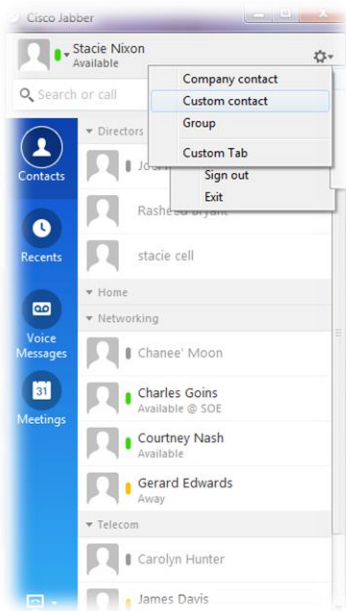 Cisco Jabber
Stacie Nixon
Available
Search or call
Company contact
Custom contact
Group
Custom Tab
Sign out
Exit
Contacts
Recents
Voice
Messages
31
Meetings
Directors
stacie cell
Home
Networking
Chanee' Moon
Charles Goins
Available @ SOE
Courtney Nash
Available
Gerard Edwards
Away
Telecom
Carolyn Hunter
James Davis